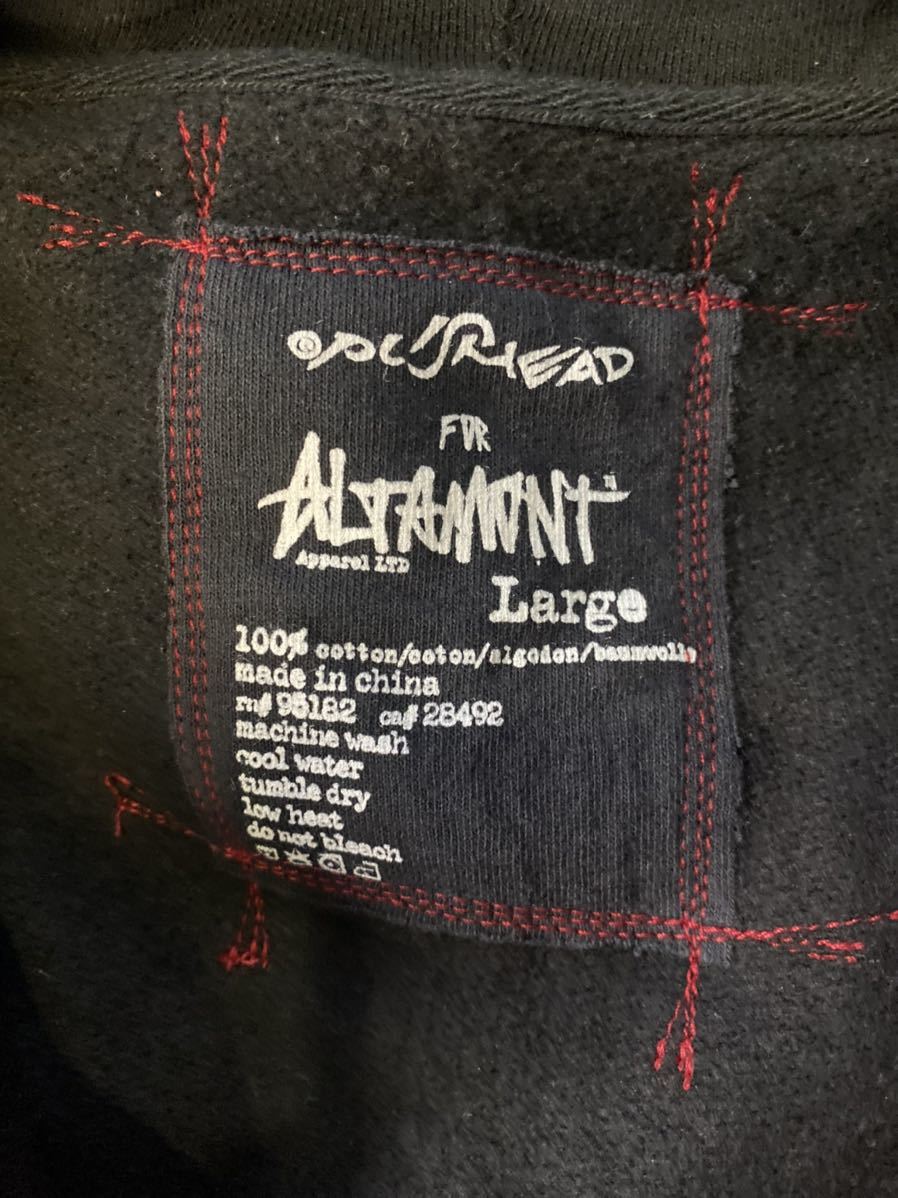 ©PUSHEAD
FOR
ALTAMONT
Apparel LTD
Large
100% cotton/coton/algodon/baumwolle
made in china
rn# 95182 ca# 28492
machine wash
cool water
tumble dry
low heat
do not bleach